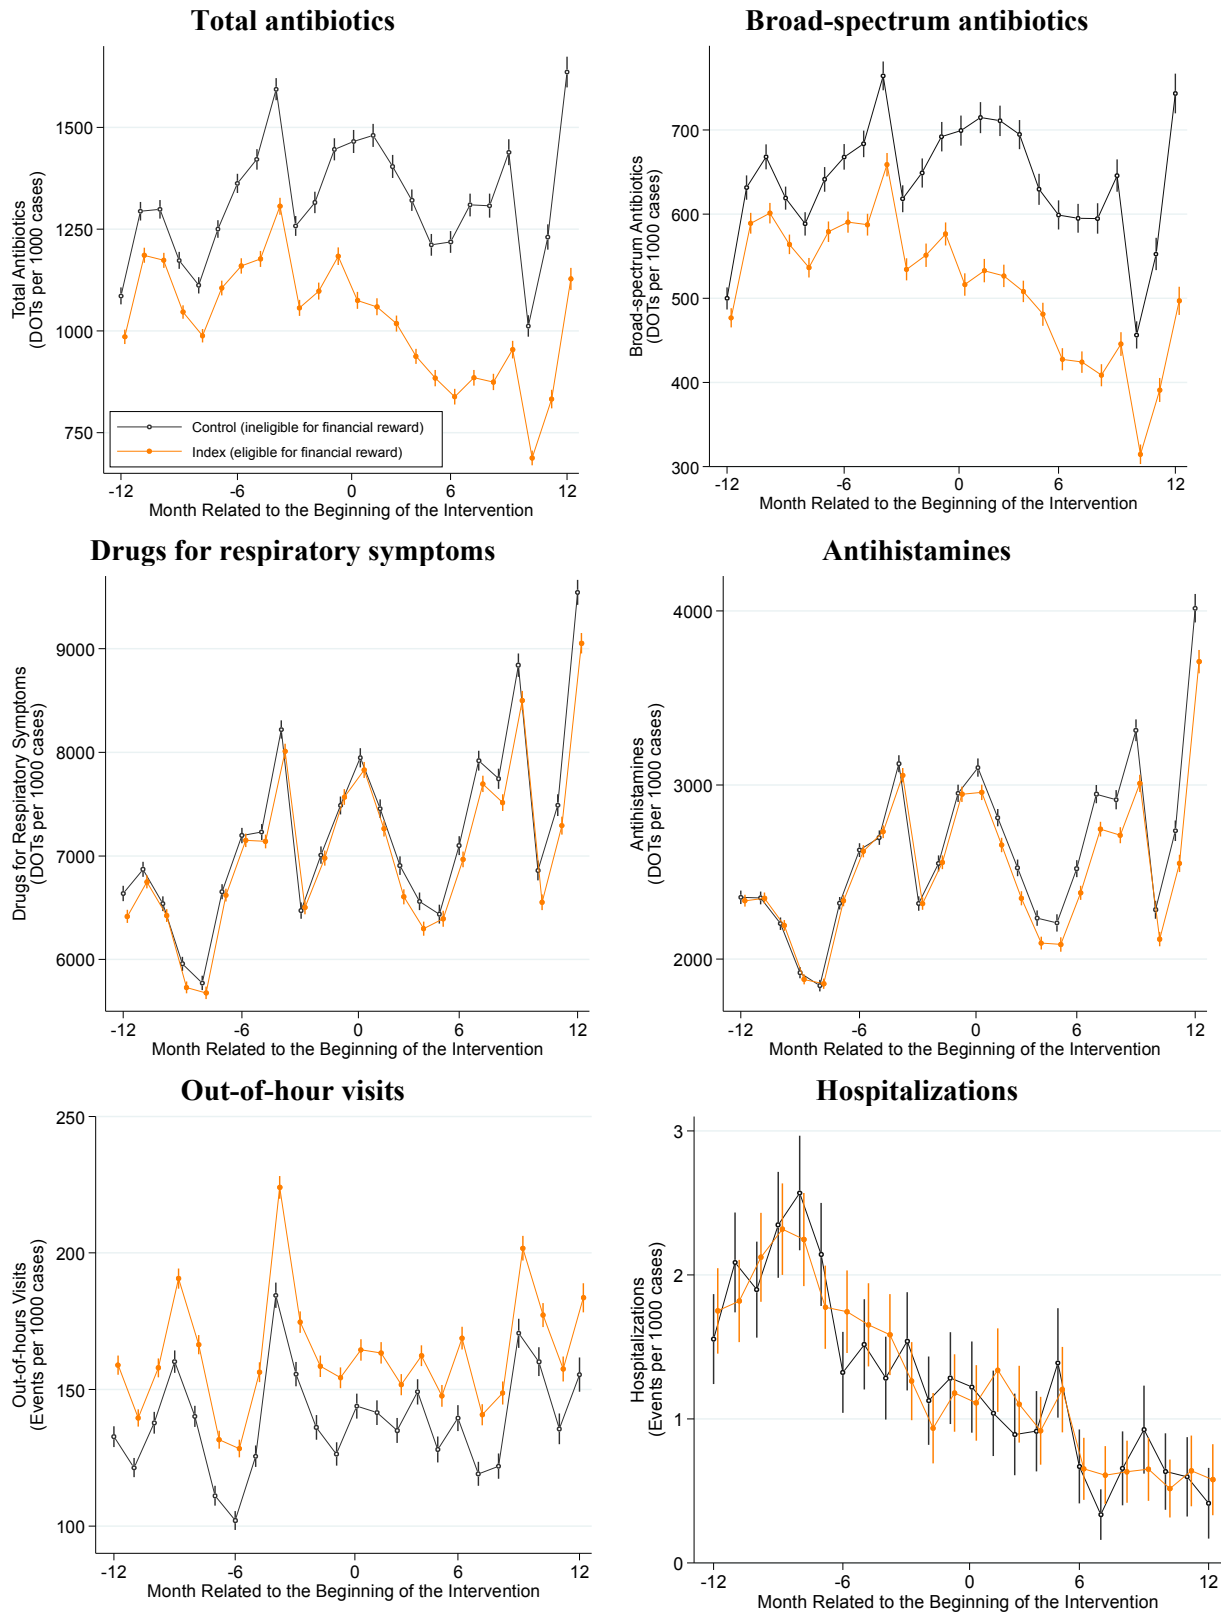 Total antibiotics
Total Antibiotics
(DOTs per 1000 cases)
1500
1250
1000
750
Control (ineligible for financial reward)
Index (eligible for financial reward)
-12 -6 0 6 12
Month Related to the Beginning of the Intervention
Broad-spectrum antibiotics
Broad-spectrum Antibiotics
(DOTs per 1000 cases)
700
600
500
400
300
-12 -6 0 6 12
Month Related to the Beginning of the Intervention
Drugs for respiratory symptoms
Drugs for Respiratory Symptoms
(DOTs per 1000 cases)
9000
8000
7000
6000
-12 -6 0 6 12
Month Related to the Beginning of the Intervention
Antihistamines
Antihistamines
(DOTs per 1000 cases)
4000
3000
2000
-12 -6 0 6 12
Month Related to the Beginning of the Intervention
Out-of-hour visits
Out-of-hours Visits
(Events per 1000 cases)
250
200
150
100
-12 -6 0 6 12
Month Related to the Beginning of the Intervention
Hospitalizations
Hospitalizations
(Events per 1000 cases)
3
2
1
0
-12 -6 0 6 12
Month Related to the Beginning of the Intervention